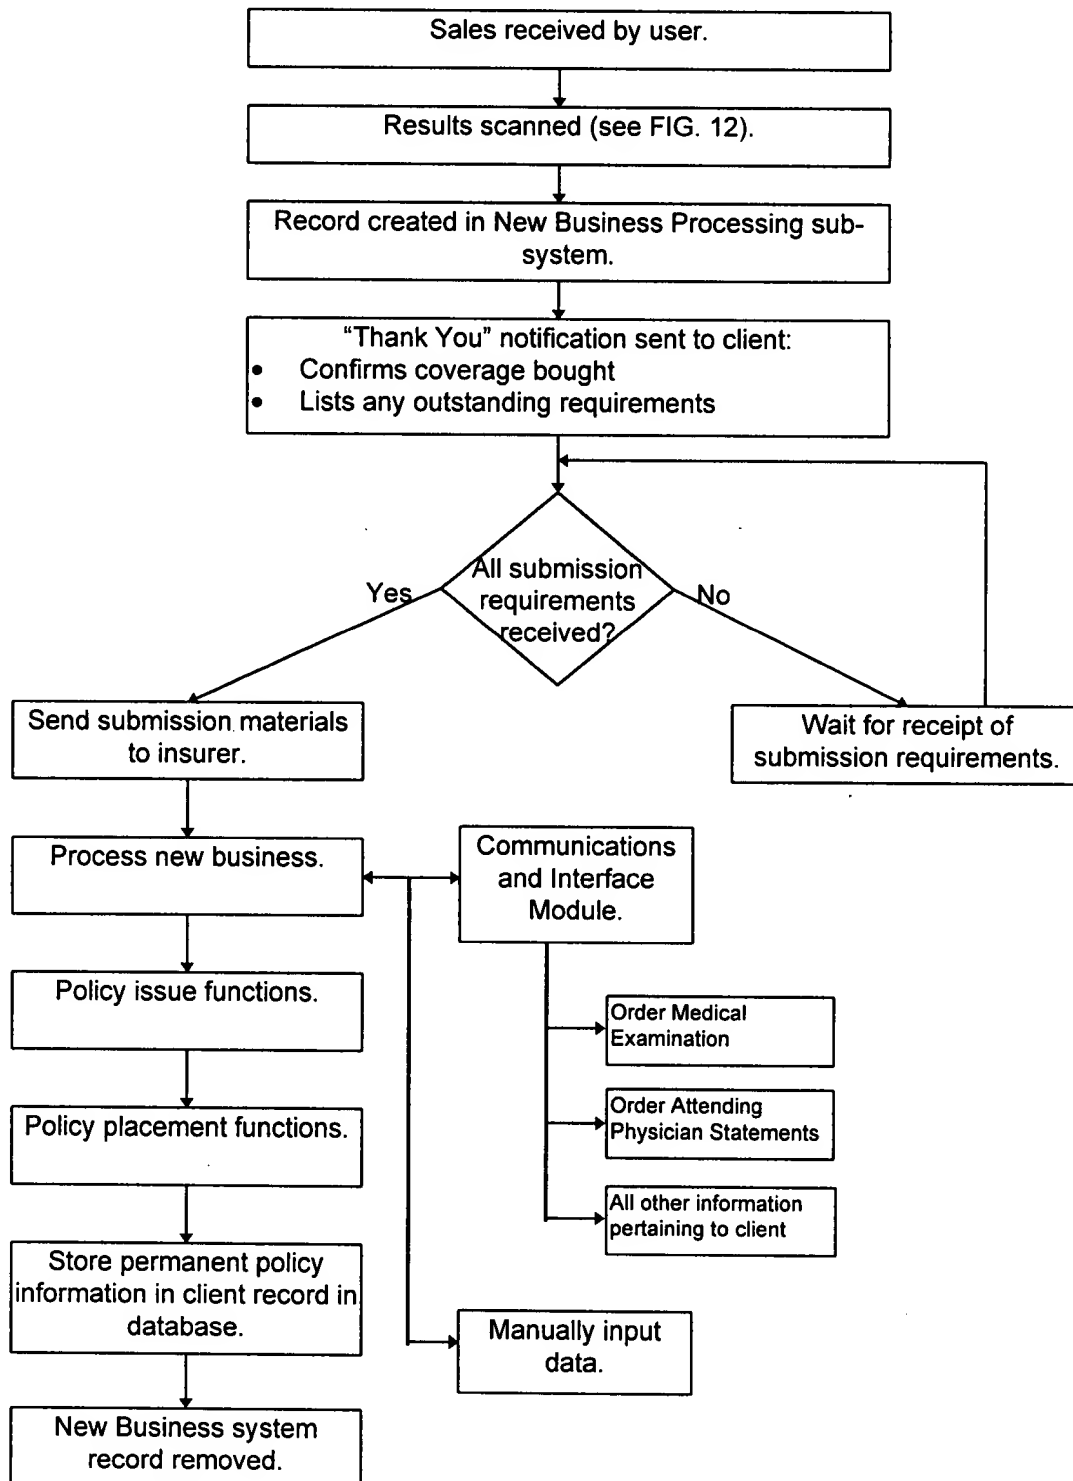 Sales received by user.
Results scanned (see FIG. 12).
Record created in New Business Processing sub-
system.
“Thank You” notification sent to client:
• Confirms coverage bought
• Lists any outstanding requirements
All submission
requirements
received?
Yes
No
Send submission materials
to insurer.
Wait for receipt of
submission requirements.
Process new business.
Communications
and Interface
Module.
Policy issue functions.
Order Medical
Examination
Policy placement functions.
Order Attending
Physician Statements
All other information
pertaining to client
Store permanent policy
information in client record in
database.
Manually input
data.
New Business system
record removed.